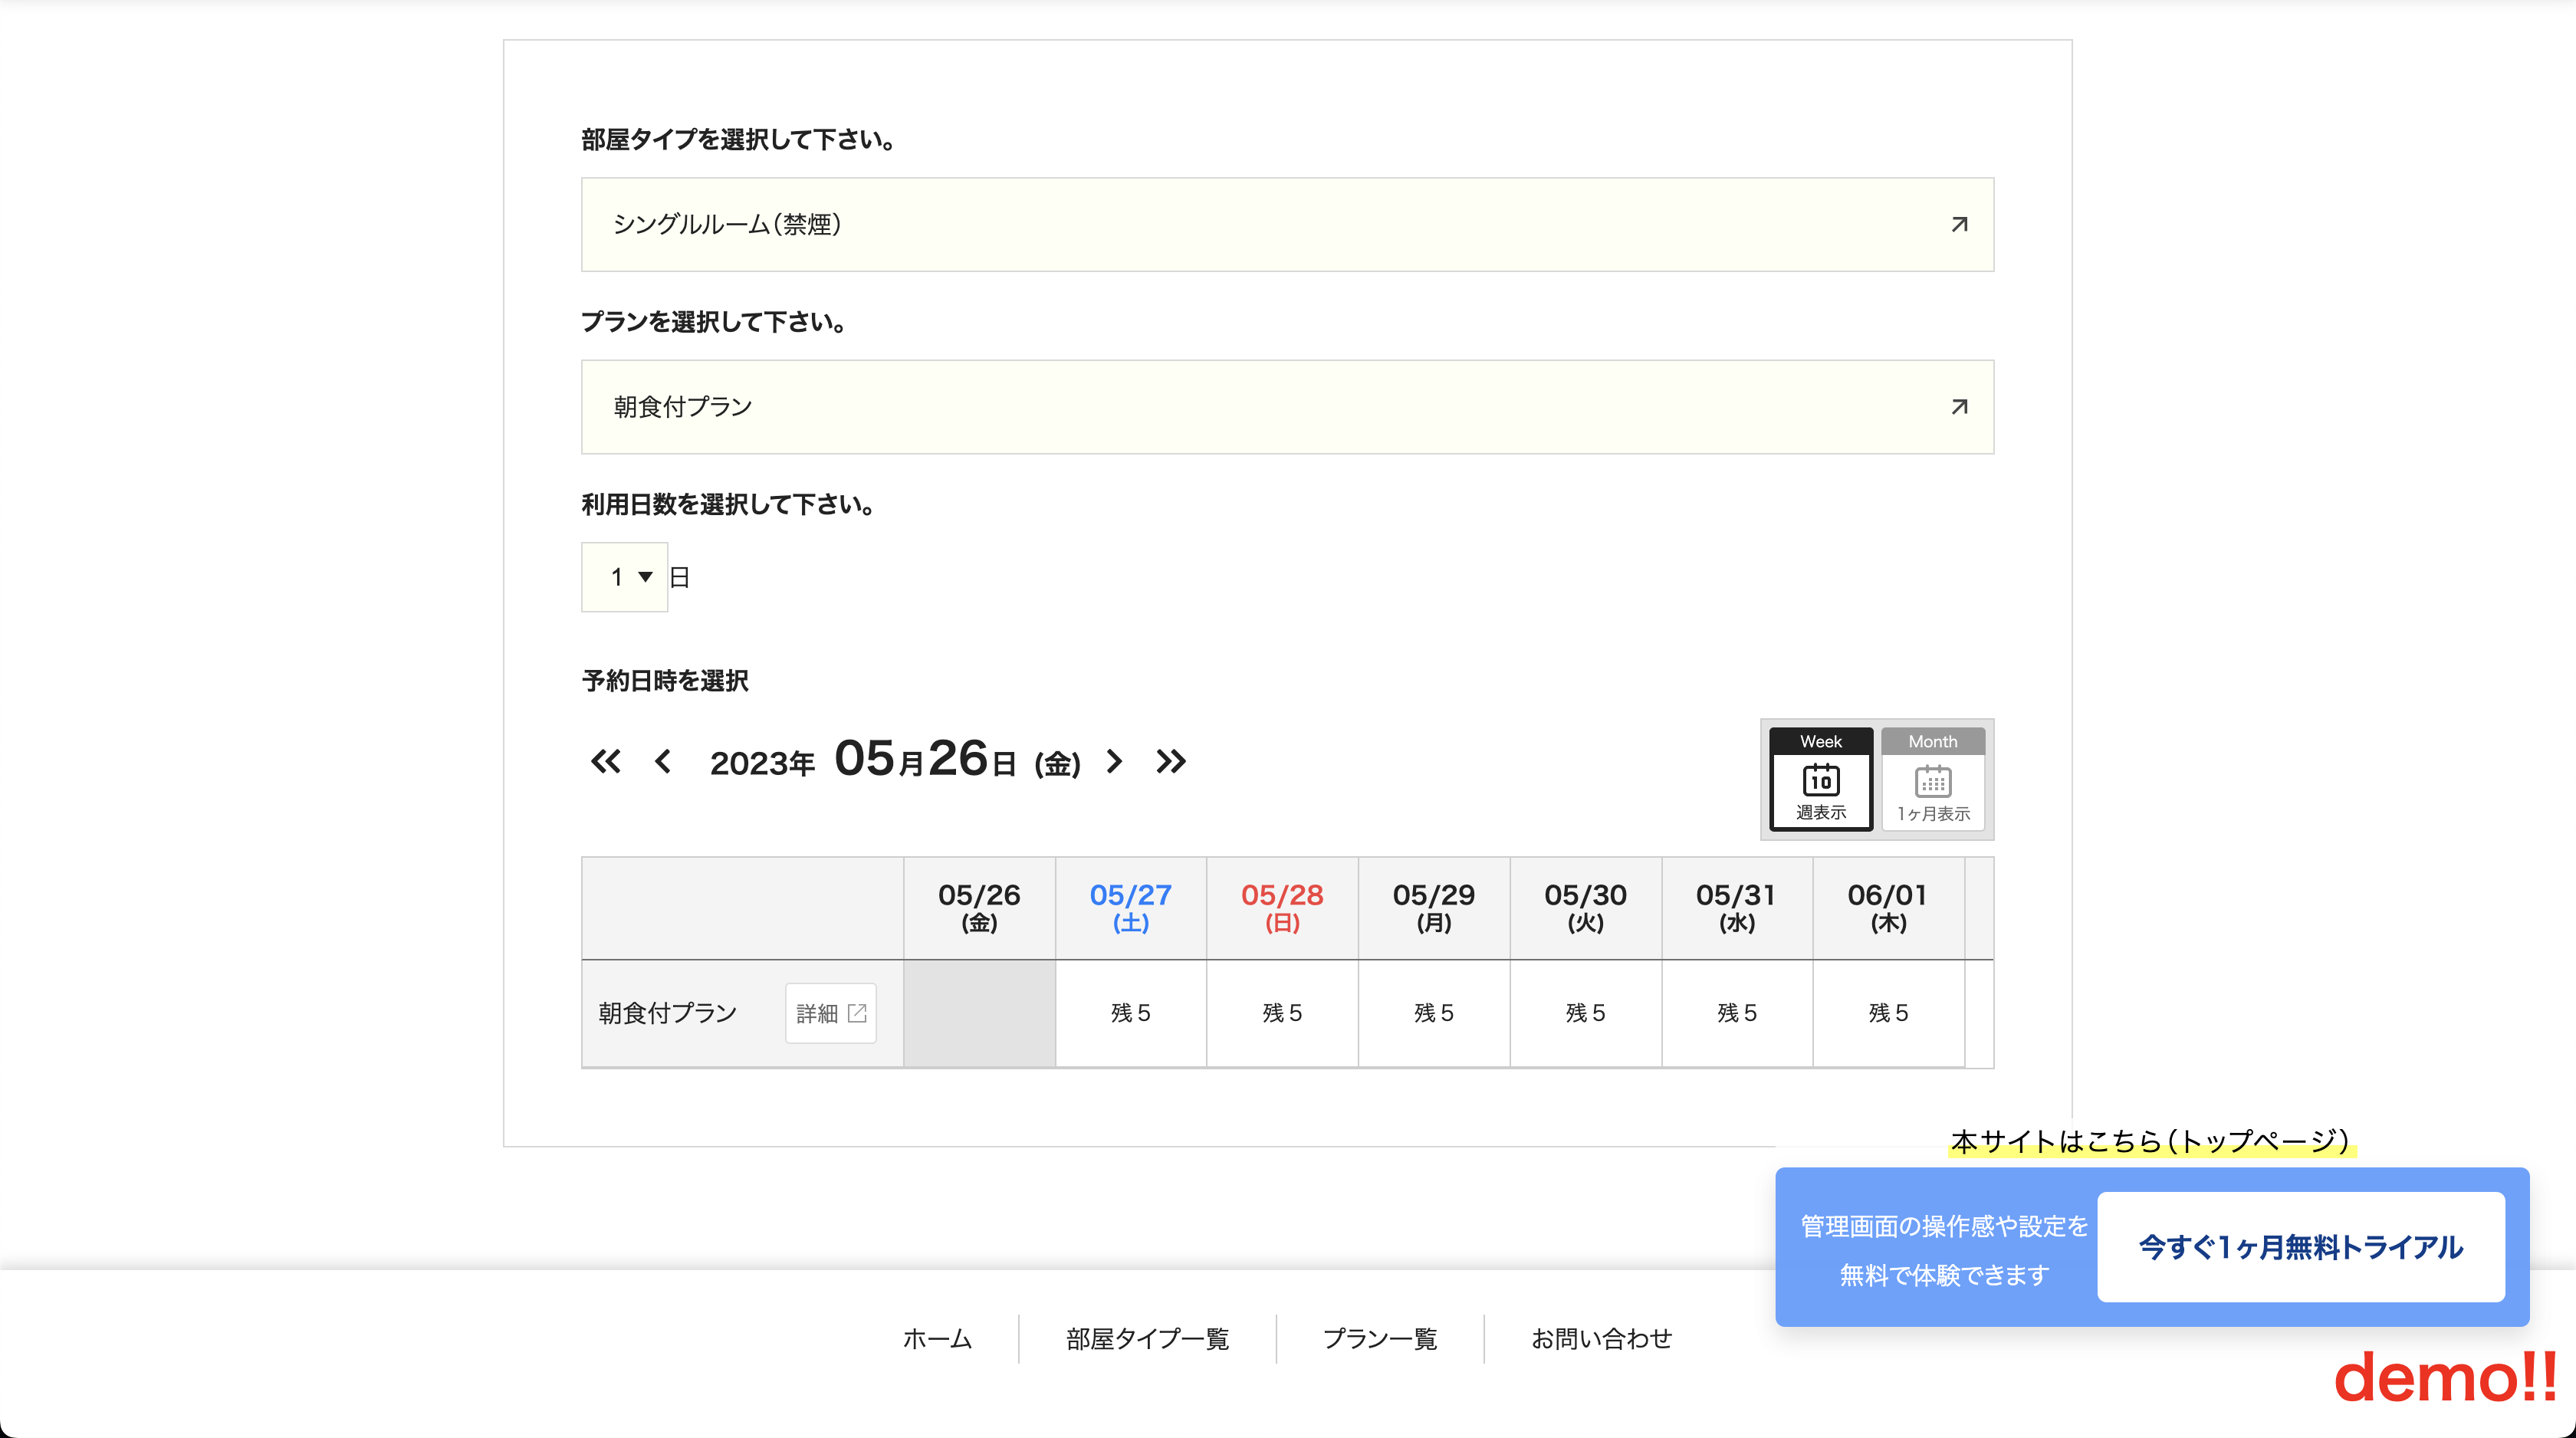 部屋タイプを選択して下さい。
シングルルーム(禁煙)
プランを選択して下さい。
朝食付プラン
利用日数を選択して下さい。
1 ▼ 日
予約日時を選択
2023年 05月26日 (金)
Week
10
週表示
Month
1ヶ月表示
05/26 05/27 05/28 05/29 05/30 05/31 06/01
(金) (土) (日) (月) (火) (水) (木)
朝食付プラン 詳細 残5 残5 残5 残5 残5 残5
本サイトはこちら(トップページ)
管理画面の操作感や設定を
無料で体験できます
今すぐ1ヶ月無料トライアル
ホーム 部屋タイプ一覧 プラン一覧 お問い合わせ
demo!!